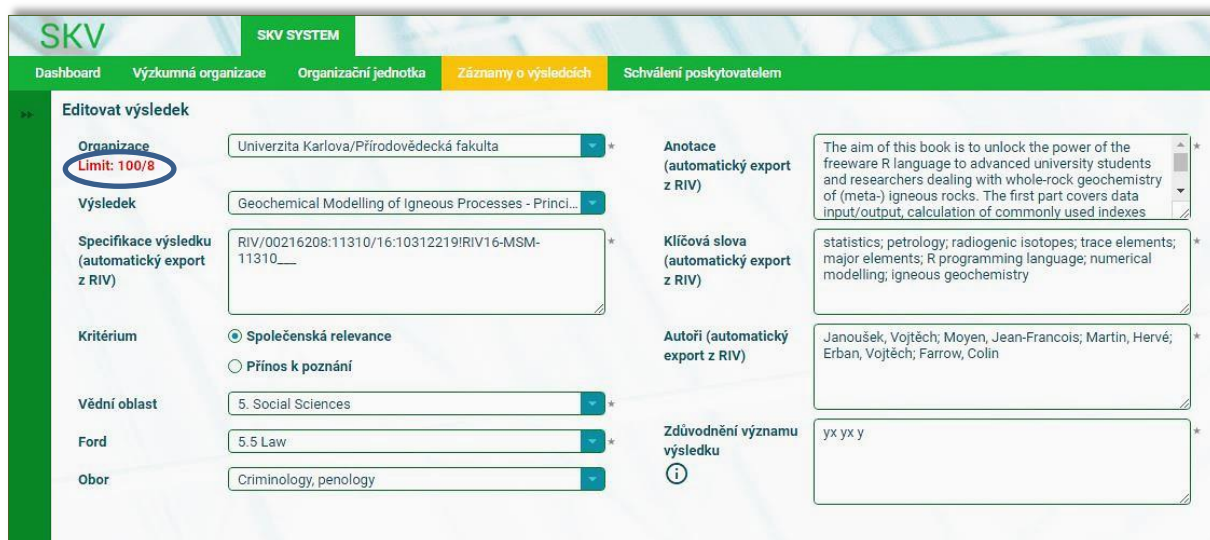 SKV
SKV SYSTEM
Dashboard Výzkumná organizace Organizační jednotka Záznamy o výsledcích Schválení poskytovatelem
Editovat výsledek
Organizace
Limit: 100/8
Univerzita Karlova/Přírodovědecká fakulta *
Výsledek
Geochemical Modelling of Igneous Processes - Princi...
Specifikace výsledku
(automatický export
z RIV)
RIV/00216208:11310/16:10312219!RIV16-MSM-
11310___ *
Kritérium
Společenská relevance
Přínos k poznání
Vědní oblast
5. Social Sciences *
Ford
5.5 Law *
Obor
Criminology, penology
Anotace
(automatický export
z RIV)
The aim of this book is to unlock the power of the
freeware R language to advanced university students
and researchers dealing with whole-rock geochemistry
of (meta-) igneous rocks. The first part covers data
input/output, calculation of commonly used indexes *
Klíčová slova
(automatický export
z RIV)
statistics; petrology; radiogenic isotopes; trace elements;
major elements; R programming language; numerical
modelling; igneous geochemistry *
Autoři (automatický
export z RIV)
Janoušek, Vojtěch; Moyen, Jean-Francois; Martin, Hervé;
Erban, Vojtěch; Farrow, Colin *
Zdůvodnění významu
výsledku
yx yx y *